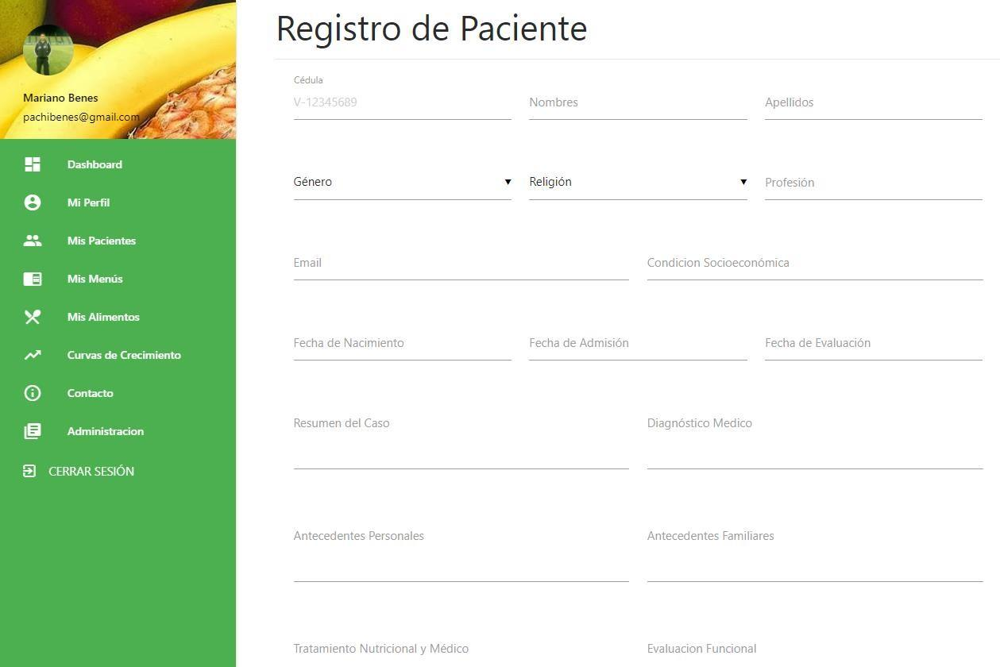 Mariano Benes
pachibenes@gmail.com
Dashboard
Mi Perfil
Mis Pacientes
Mis Menús
Mis Alimentos
Curvas de Crecimiento
Contacto
Administracion
CERRAR SESIÓN
Registro de Paciente
Cédula
V-12345689 Nombres Apellidos
Género Religión Profesión
Email Condicion Socioeconómica
Fecha de Nacimiento Fecha de Admisión Fecha de Evaluación
Resumen del Caso Diagnóstico Medico
Antecedentes Personales Antecedentes Familiares
Tratamiento Nutricional y Médico Evaluacion Funcional